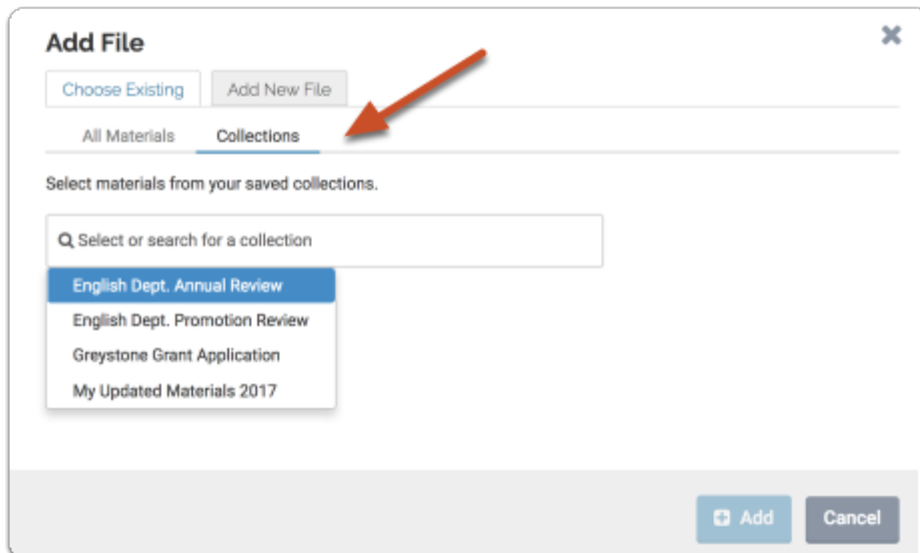 Add File
Choose Existing
Add New File
All Materials
Collections
Select materials from your saved collections.
Select or search for a collection
English Dept. Annual Review
English Dept. Promotion Review
Greystone Grant Application
My Updated Materials 2017
Add
Cancel